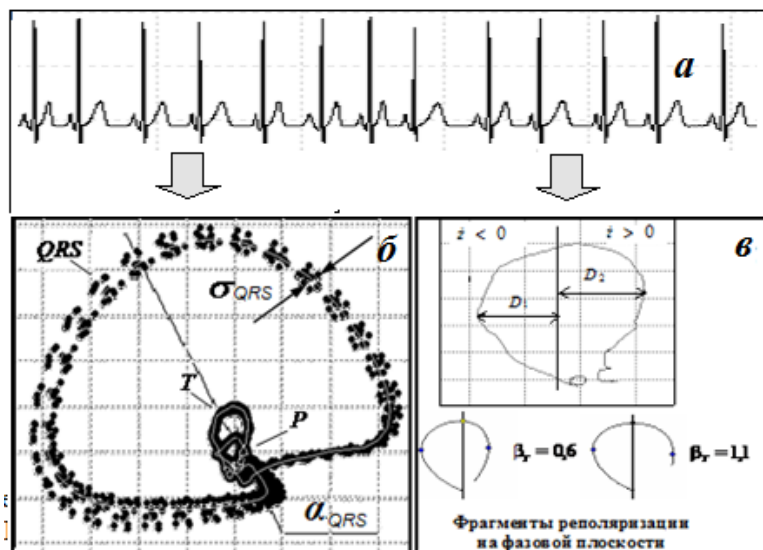 а
б
QRS
σQRS
T
P
αQRS
в
ż < 0 ż > 0
D₁ D₂
βT = 0,6 βT = 1,1
Фрагменты реполяризации
на фазовой плоскости